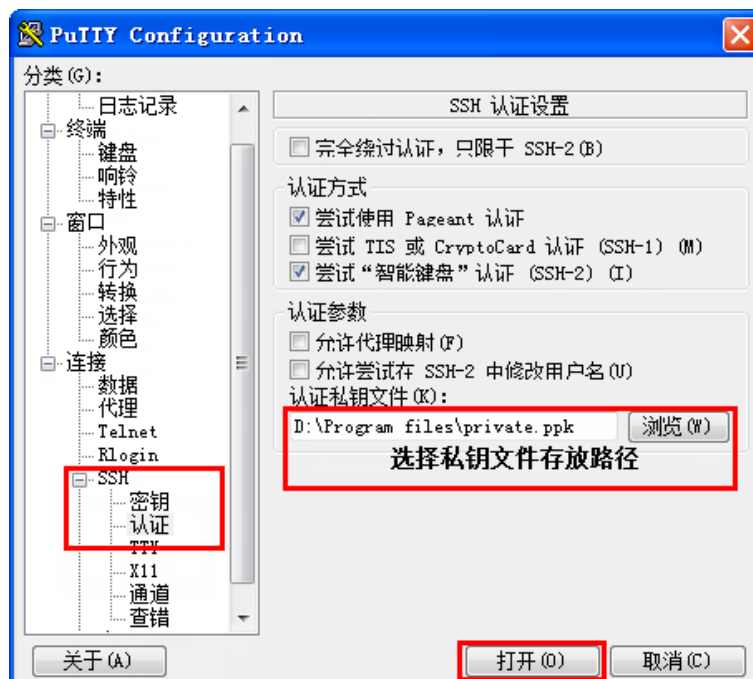 PuTTY Configuration
分类(G):
日志记录
终端
键盘
响铃
特性
窗口
外观
行为
转换
选择
颜色
连接
数据
代理
Telnet
Rlogin
SSH
密钥
认证
TTY
X11
通道
查错
SSH 认证设置
完全绕过认证,只限于 SSH-2(B)
认证方式
尝试使用 Pageant 认证
尝试 TIS 或 CryptoCard 认证 (SSH-1) (M)
尝试“智能键盘”认证 (SSH-2) (I)
认证参数
允许代理映射(F)
允许尝试在 SSH-2 中修改用户名(U)
认证私钥文件(K):
D:\Program files\private.ppk
浏览(W)
选择私钥文件存放路径
关于(A)
打开(O)
取消(C)